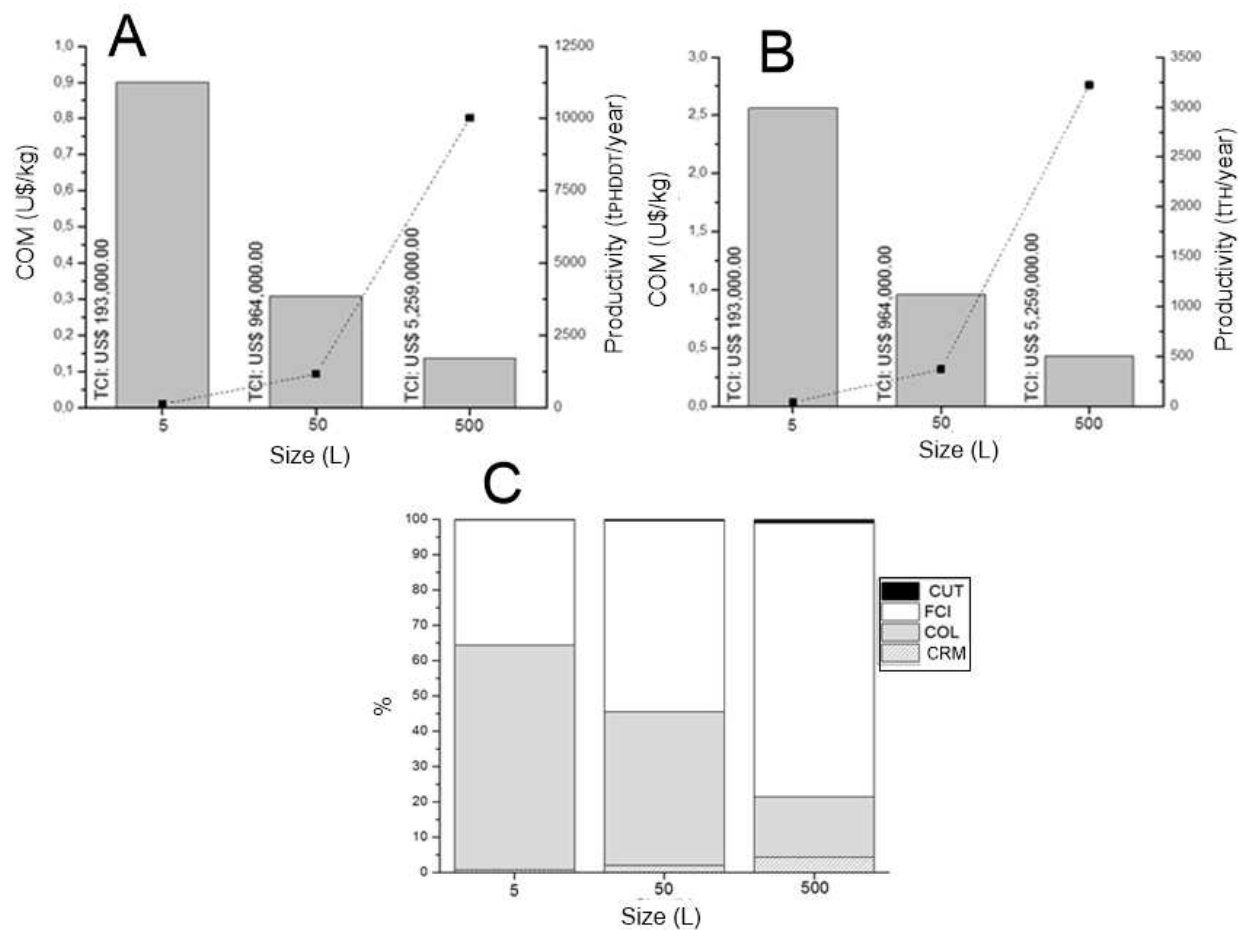 A
COM (U$/kg)
1,0
0,9
0,8
0,7
0,6
0,5
0,4
0,3
0,2
0,1
0,0
TCI: US$ 193,000.00
TCI: US$ 964,000.00
TCI: US$ 5,259,000.00
12500
10000
7500
5000
2500
0
Productivity (tPHDDT/year)
5 50 500
Size (L)
B
COM (U$/kg)
3,0
2,5
2,0
1,5
1,0
0,5
0,0
TCI: US$ 193,000.00
TCI: US$ 964,000.00
TCI: US$ 5,259,000.00
3500
3000
2500
2000
1500
1000
500
0
Productivity (tTH/year)
5 50 500
Size (L)
C
%
100
90
80
70
60
50
40
30
20
10
0
CUT
FCI
COL
CRM
5 50 500
Size (L)